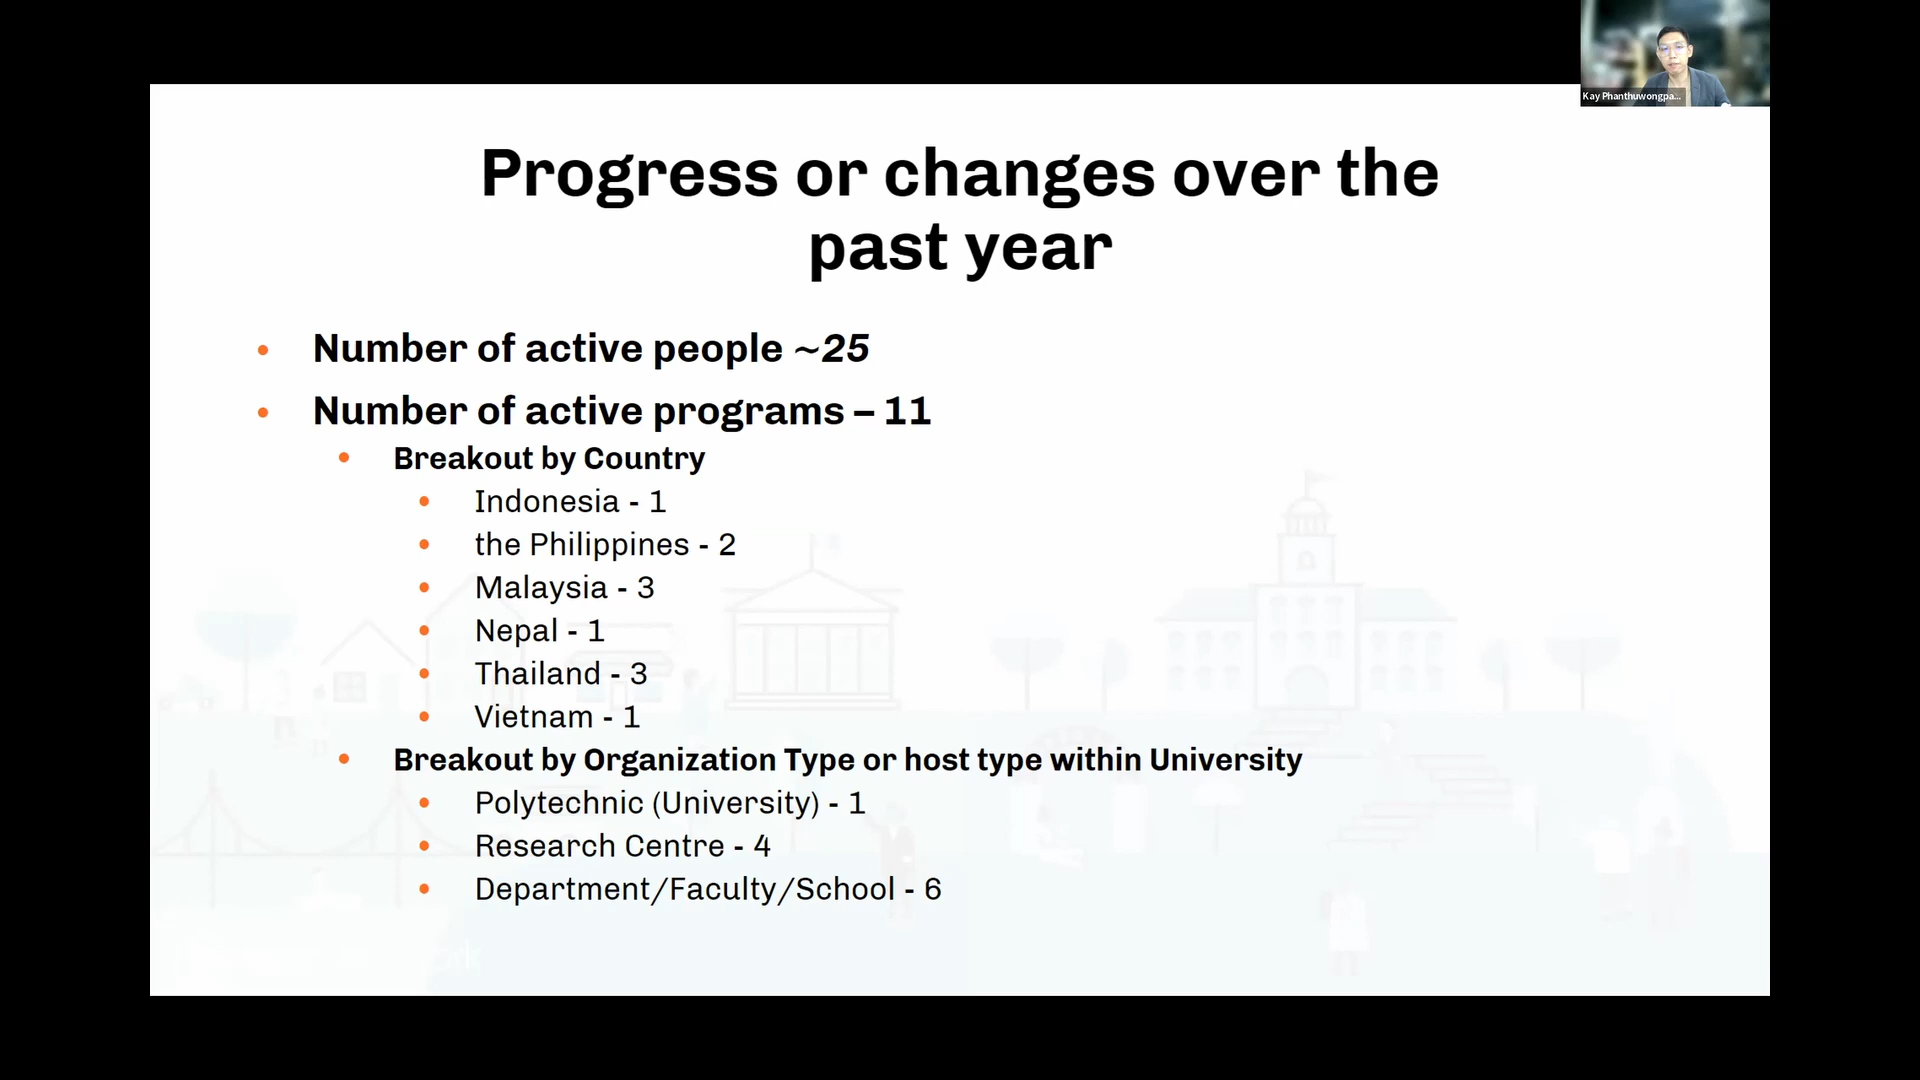 Kay Phanthuwongpa...
Progress or changes over the
past year
• Number of active people ~25
• Number of active programs – 11
• Breakout by Country
• Indonesia - 1
• the Philippines - 2
• Malaysia - 3
• Nepal - 1
• Thailand - 3
• Vietnam - 1
• Breakout by Organization Type or host type within University
• Polytechnic (University) - 1
• Research Centre - 4
• Department/Faculty/School - 6